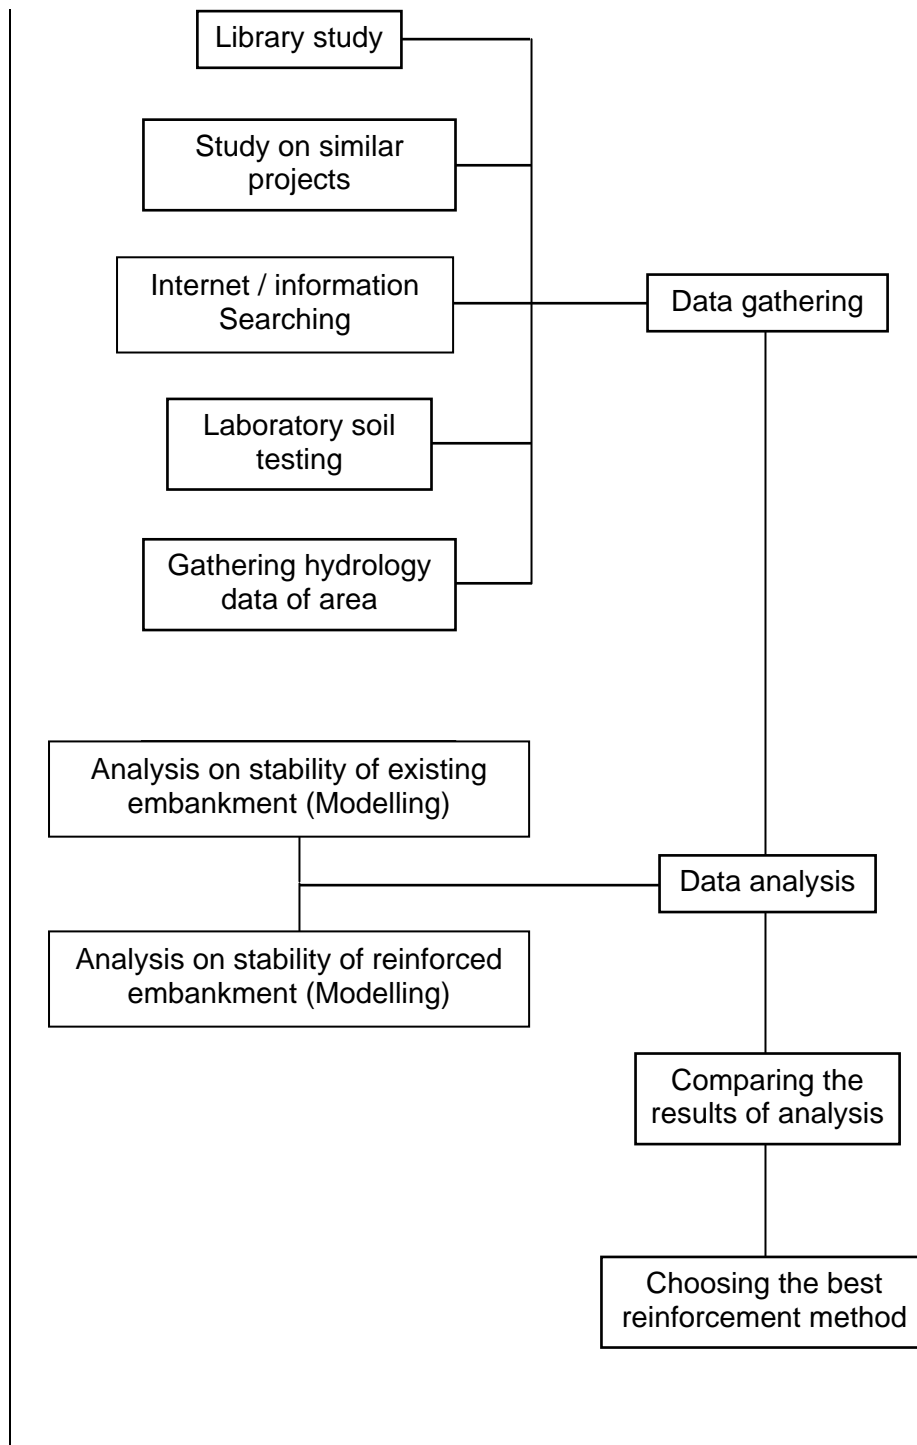 Library study
Study on similar
projects
Internet / information
Searching
Data gathering
Laboratory soil
testing
Gathering hydrology
data of area
Analysis on stability of existing
embankment (Modelling)
Data analysis
Analysis on stability of reinforced
embankment (Modelling)
Comparing the
results of analysis
Choosing the best
reinforcement method